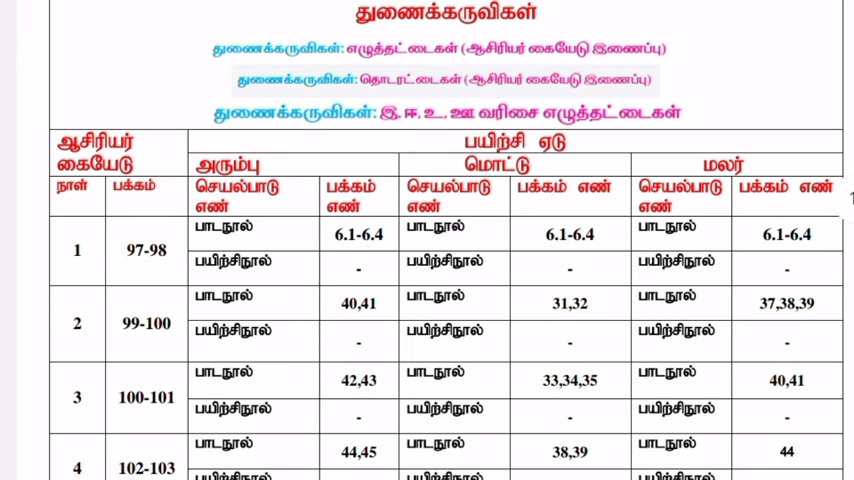 துணைக்கருவிகள்
துணைக்கருவிகள்: எழுத்தட்டைகள் (ஆசிரியர் கையேடு இணைப்பு)
துணைக்கருவிகள்: தொடரட்டைகள் (ஆசிரியர் கையேடு இணைப்பு)
துணைக்கருவிகள்: இ, ஈ, உ, ஊ வரிசை எழுத்தட்டைகள்
ஆசிரியர் கையேடு பயிற்சி ஏடு
அரும்பு மொட்டு மலர்
நாள் பக்கம் செயல்பாடு எண் பக்கம் எண் செயல்பாடு எண் பக்கம் எண் செயல்பாடு எண் பக்கம் எண்
1 97-98 பாடநூல் 6.1-6.4 பாடநூல் 6.1-6.4 பாடநூல் 6.1-6.4
பயிற்சிநூல் - பயிற்சிநூல் - பயிற்சிநூல் -
2 99-100 பாடநூல் 40,41 பாடநூல் 31,32 பாடநூல் 37,38,39
பயிற்சிநூல் - பயிற்சிநூல் - பயிற்சிநூல் -
3 100-101 பாடநூல் 42,43 பாடநூல் 33,34,35 பாடநூல் 40,41
பயிற்சிநூல் - பயிற்சிநூல் - பயிற்சிநூல் -
4 102-103 பாடநூல் 44,45 பாடநூல் 38,39 பாடநூல் 44